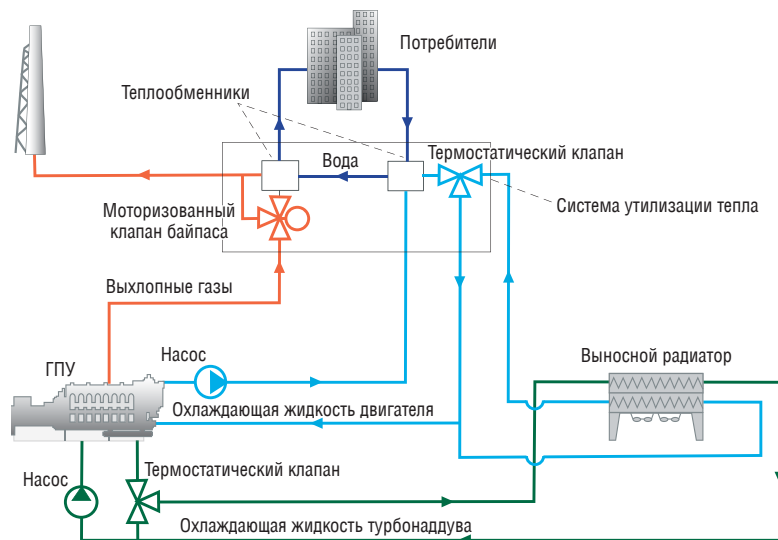 Потребители
Теплообменники
Вода
Термостатический клапан
Моторизованный
клапан байпаса
Система утилизации тепла
Выхлопные газы
ГПУ
Насос
Выносной радиатор
Охлаждающая жидкость двигателя
Термостатический клапан
Насос
Охлаждающая жидкость турбонаддува